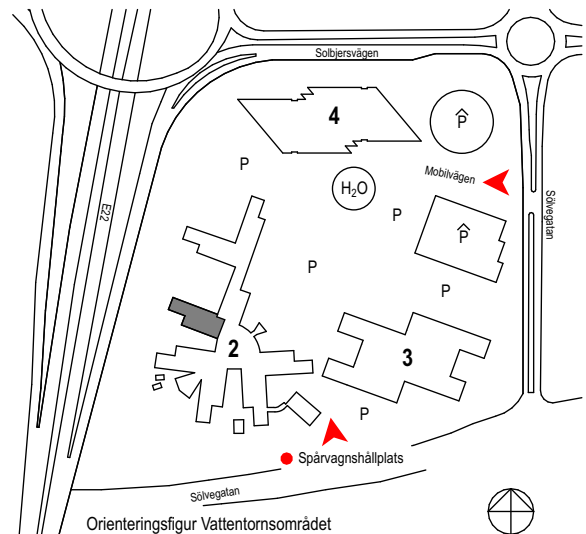 Solbjersvägen
4
P
P
Mobilvägen
H2O
P
Sölvegatan
E22
P
P
P
2
3
P
Spårvagnshållplats
Sölvegatan
Orienteringsfigur Vattentornsområdet